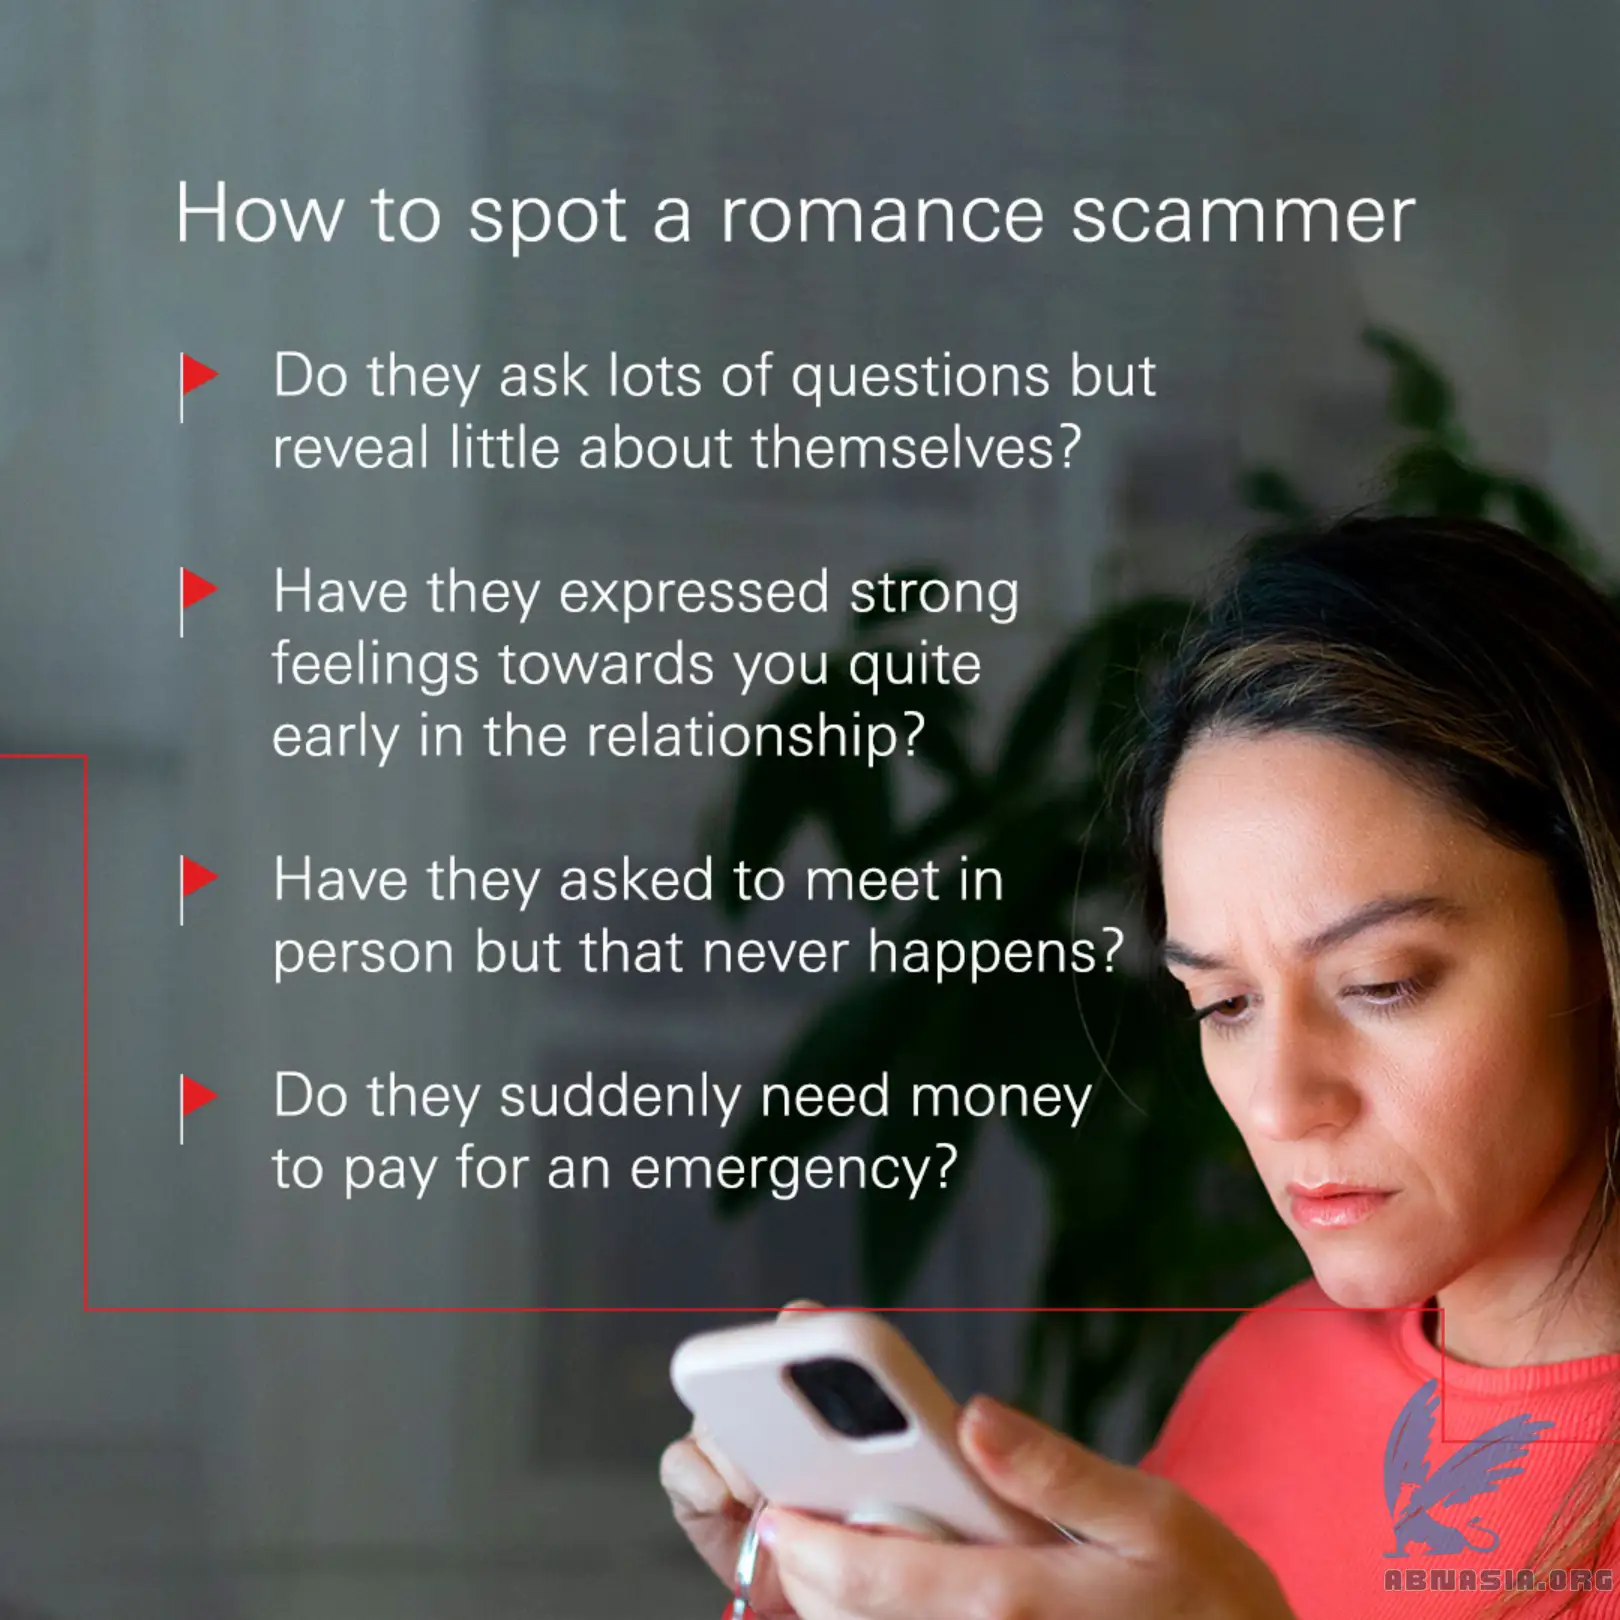 How to spot a romance scammer
Do they ask lots of questions but
reveal little about themselves?
Have they expressed strong
feelings towards you quite
early in the relationship?
Have they asked to meet in
person but that never happens?
Do they suddenly need money
to pay for an emergency?
ABNASIA.ORG